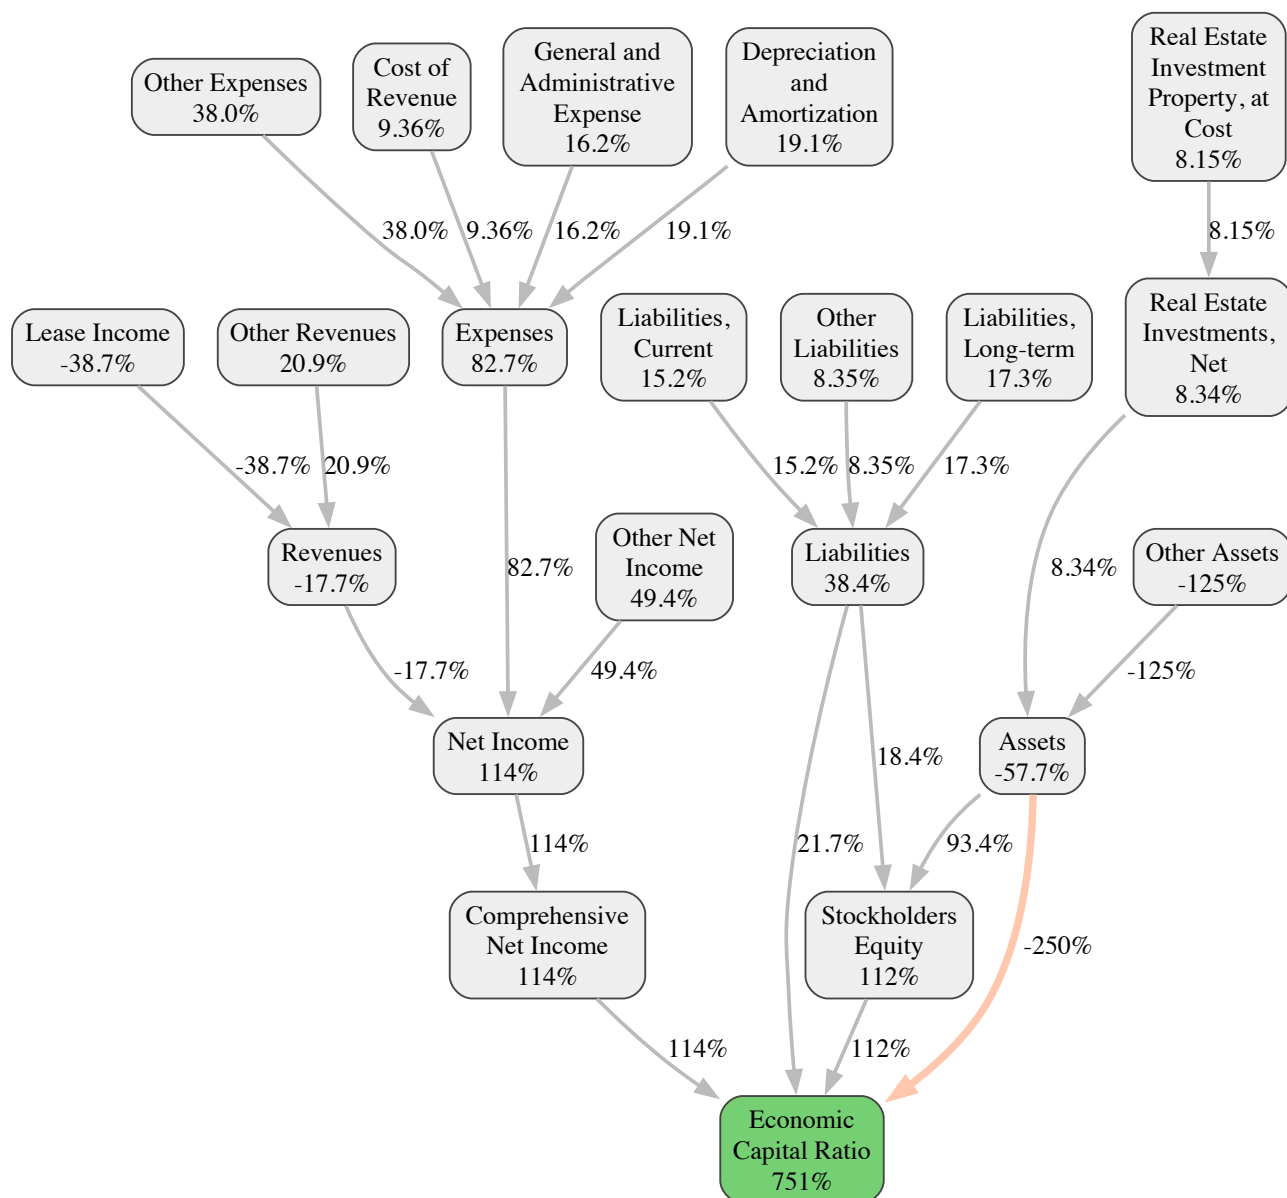 Other Expenses
38.0%
Cost of
Revenue
9.36%
General and
Administrative
Expense
16.2%
Depreciation
and
Amortization
19.1%
Real Estate
Investment
Property, at
Cost
8.15%
38.0%
9.36%
16.2%
19.1%
8.15%
Lease Income
-38.7%
Other Revenues
20.9%
Expenses
82.7%
Liabilities,
Current
15.2%
Other
Liabilities
8.35%
Liabilities,
Long-term
17.3%
Real Estate
Investments,
Net
8.34%
-38.7%
20.9%
15.2%
8.35%
17.3%
Revenues
-17.7%
82.7%
Other Net
Income
49.4%
Liabilities
38.4%
8.34%
Other Assets
-125%
-17.7%
49.4%
-125%
Net Income
114%
18.4%
Assets
-57.7%
114%
21.7%
93.4%
Comprehensive
Net Income
114%
Stockholders
Equity
112%
-250%
114%
112%
Economic
Capital Ratio
751%